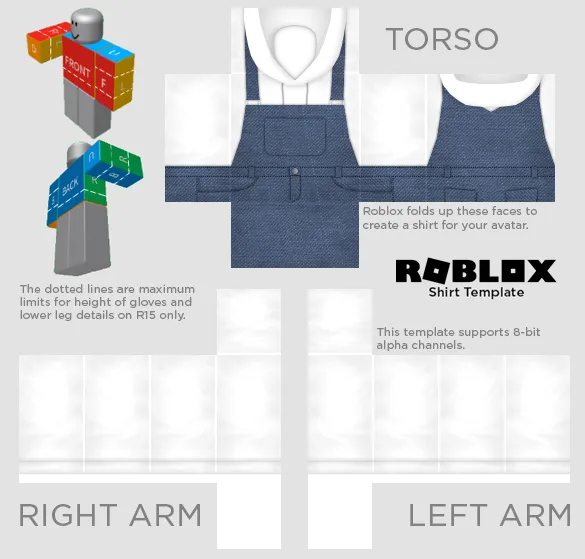 TORSO
FRONT
F
L
R
U
BACK
B
R
U
Roblox folds up these faces to
create a shirt for your avatar.
ROBLOX
Shirt Template
The dotted lines are maximum
limits for height of gloves and
lower leg details on R15 only.
This template supports 8-bit
alpha channels.
RIGHT ARM
LEFT ARM